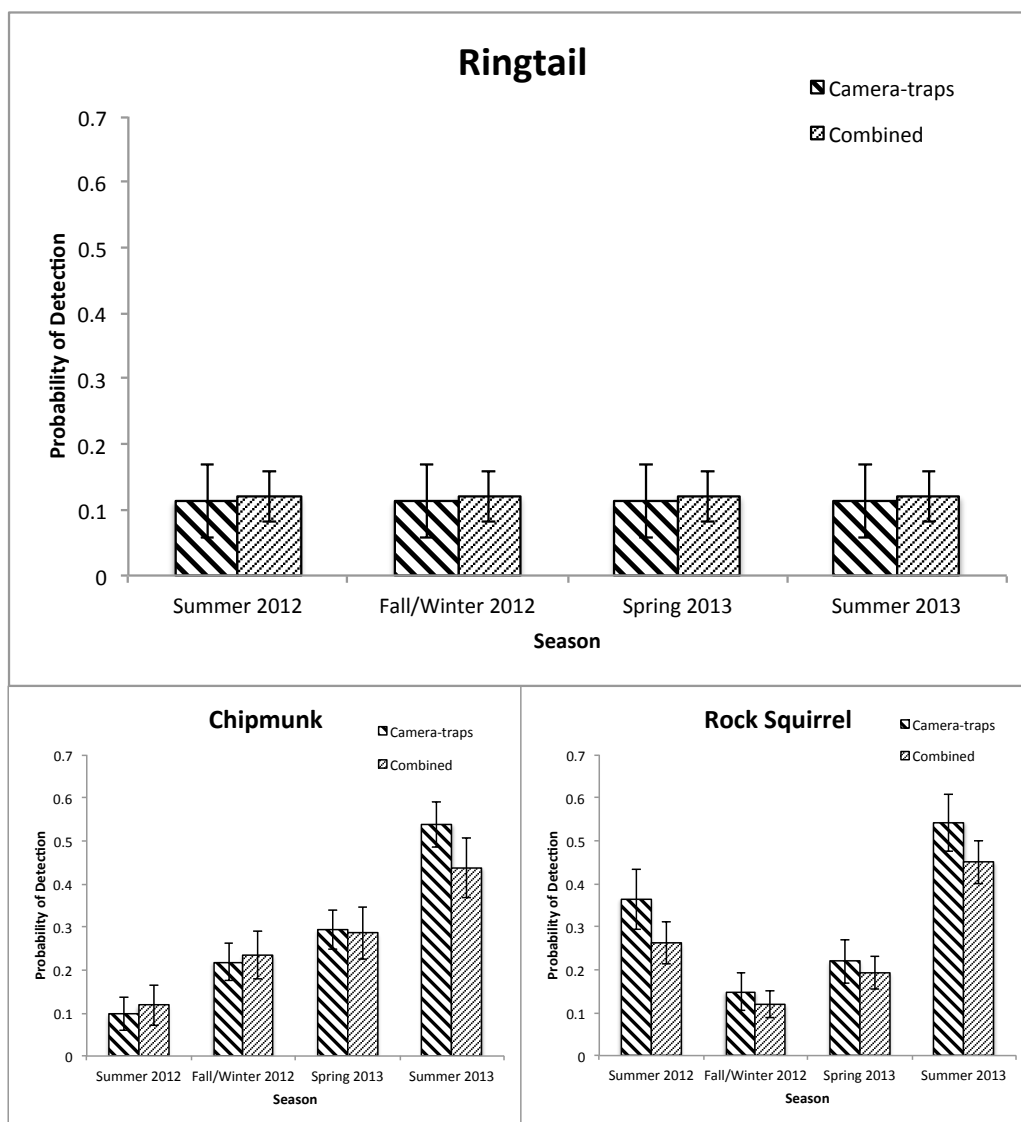 Ringtail
Camera-traps
Combined
0.7
0.6
0.5
0.4
0.3
0.2
0.1
0
Probability of Detection
Summer 2012 Fall/Winter 2012 Spring 2013 Summer 2013
Season
Chipmunk
Camera-traps
Combined
0.7
0.6
0.5
0.4
0.3
0.2
0.1
0
Probability of Detection
Summer 2012 Fall/Winter 2012 Spring 2013 Summer 2013
Season
Rock Squirrel
Camera-traps
Combined
0.7
0.6
0.5
0.4
0.3
0.2
0.1
0
Probability of Detection
Summer 2012 Fall/Winter 2012 Spring 2013 Summer 2013
Season